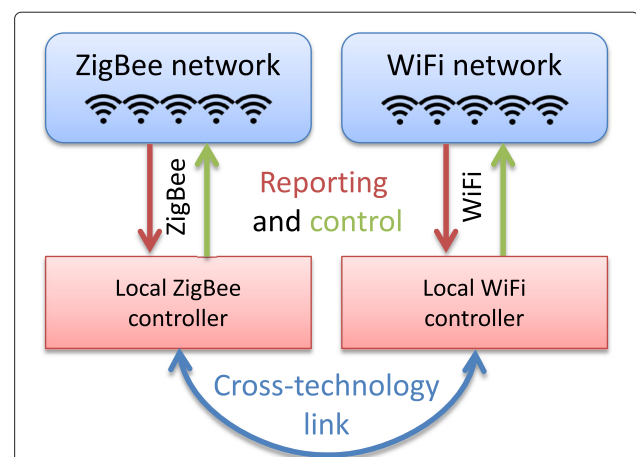 ZigBee network
WiFi network
ZigBee
Reporting
and control
WiFi
Local ZigBee
controller
Local WiFi
controller
Cross-technology
link